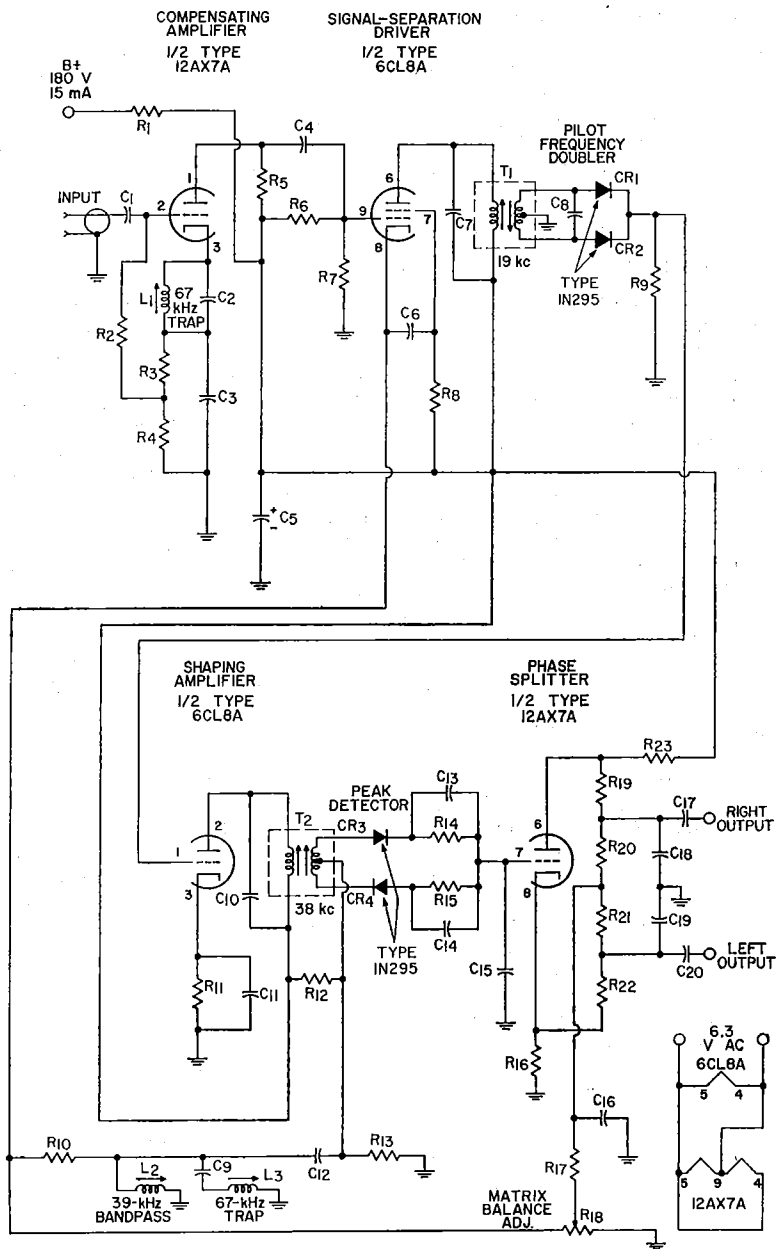 COMPENSATING
AMPLIFIER
1/2 TYPE
12AX7A
SIGNAL-SEPARATION
DRIVER
1/2 TYPE
6CL8A
B+
180 V
15 mA
R1
C4
PILOT
FREQUENCY
DOUBLER
INPUT
C1
2
1
3
R5
R6
9
6
7
8
C7
T1
C8
CR1
CR2
19 kc
TYPE
IN295
R9
L1
67
kHz
TRAP
C2
R2
R3
C3
R4
R7
C6
R8
+
-
C5
SHAPING
AMPLIFIER
1/2 TYPE
6CL8A
PHASE
SPLITTER
1/2 TYPE
12AX7A
R23
R19
C13
PEAK
DETECTOR
C17
RIGHT
OUTPUT
2
T2
CR3
R14
6
R20
C18
1
7
3
C10
38 kc
CR4
R15
8
R21
C19
C14
TYPE
IN295
C20
LEFT
OUTPUT
R11
C11
R12
C15
R22
R16
6.3
V AC
6CL8A
5 4
C16
R10
C12
R13
R17
5 9 4
12AX7A
L2
C9
L3
39-kHz
BANDPASS
67-kHz
TRAP
MATRIX
BALANCE
ADJ.
R18